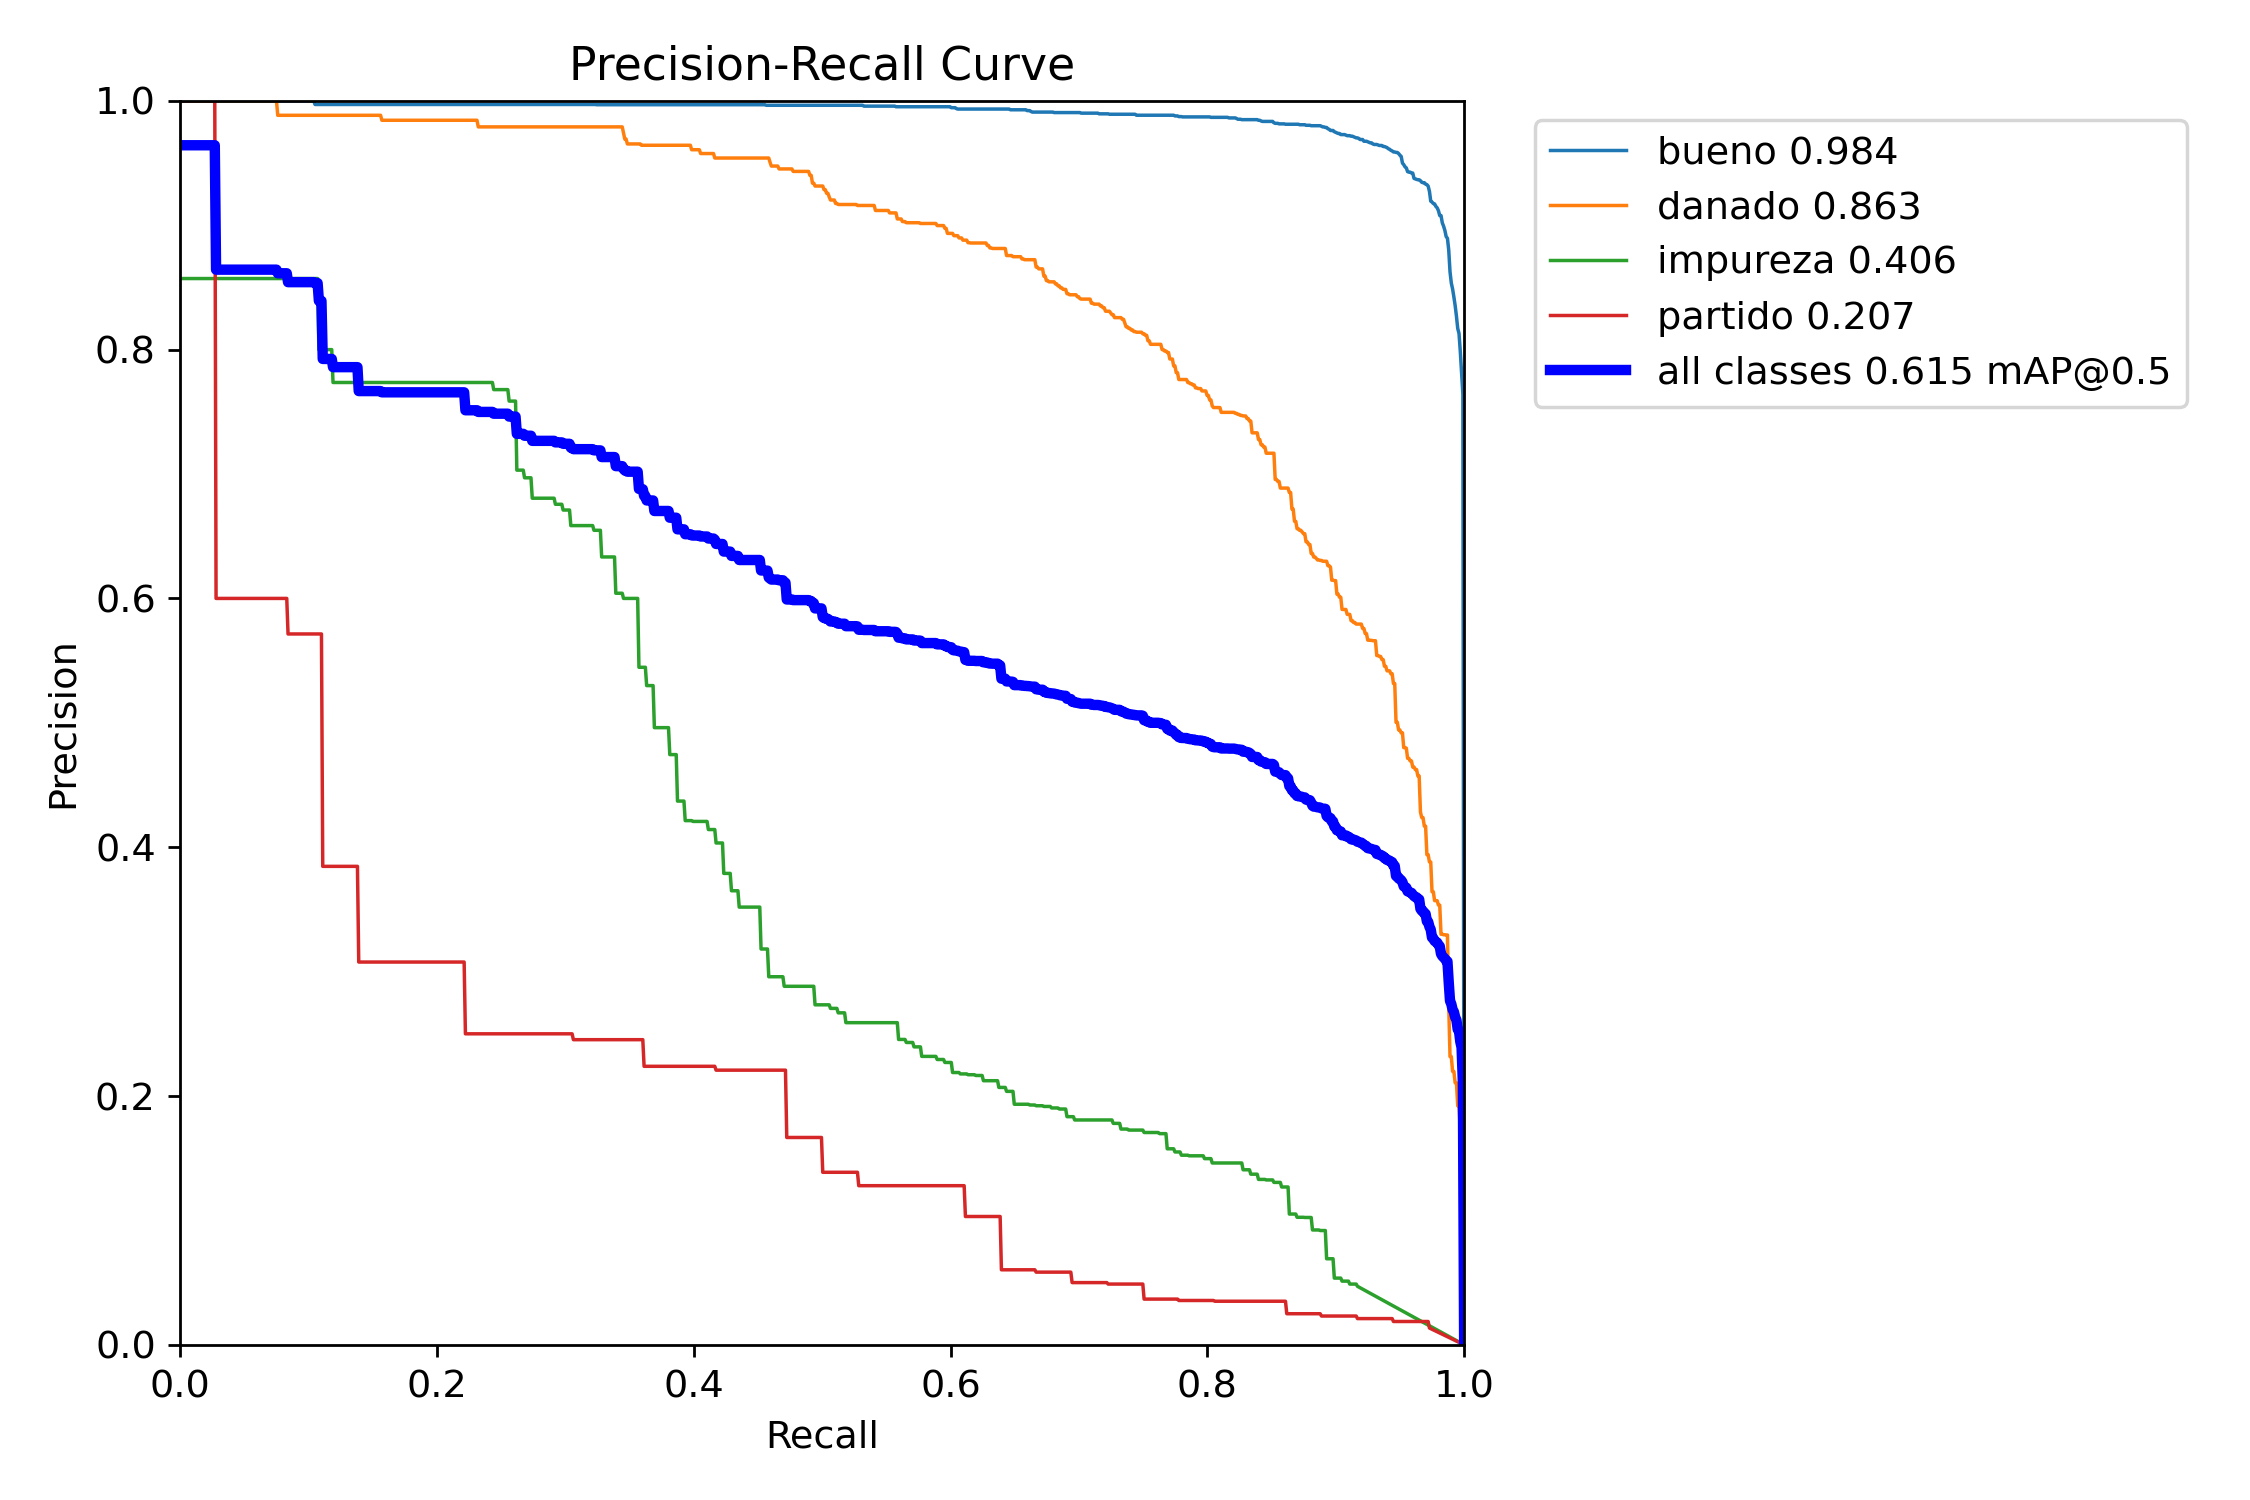 Precision-Recall Curve
1.0
0.8
0.6
0.4
0.2
0.0
Precision
0.0 0.2 0.4 0.6 0.8 1.0
Recall
bueno 0.984
danado 0.863
impureza 0.406
partido 0.207
all classes 0.615 mAP@0.5